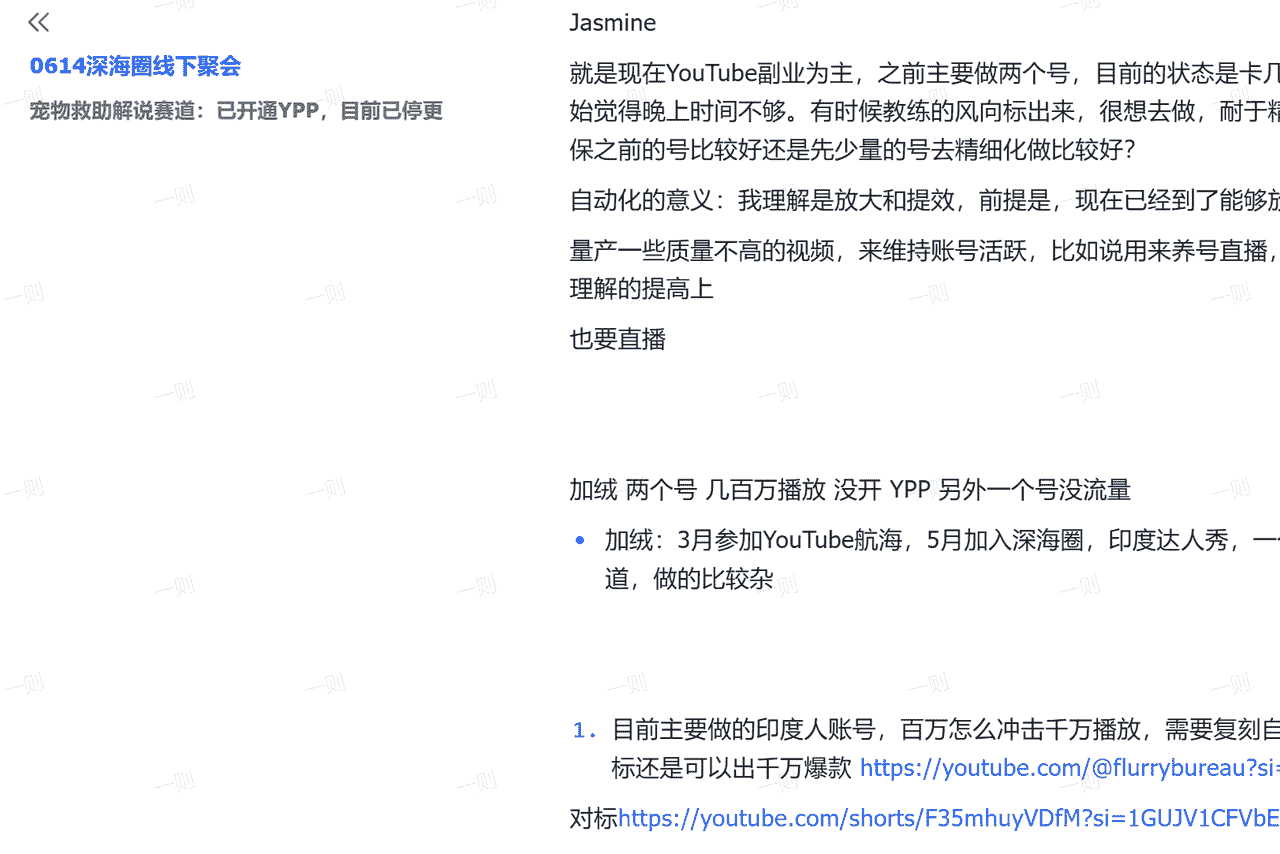 0614深海圈线下聚会
宠物救助解说赛道：已开通YPP，目前已停更
Jasmine
就是现在YouTube副业为主，之前主要做两个号，目前的状态是卡几
始觉得晚上时间不够。有时候教练的风向标出来，很想去做，耐于精
保之前的号比较好还是先少量的号去精细化做比较好？
自动化的意义：我理解是放大和提效，前提是，现在已经到了能够放
量产一些质量不高的视频，来维持账号活跃，比如说用来养号直播，
理解的提高上
也要直播
加绒 两个号 几百万播放 没开 YPP 另外一个号没流量
加绒：3月参加YouTube航海，5月加入深海圈，印度达人秀，一个
道，做的比较杂
1. 目前主要做的印度人账号，百万怎么冲击千万播放，需要复刻自
标还是可以出千万爆款 https://youtube.com/@flurrybureau?si=
对标https://youtube.com/shorts/F35mhuyVDfM?si=1GUJV1CFVbE
一则